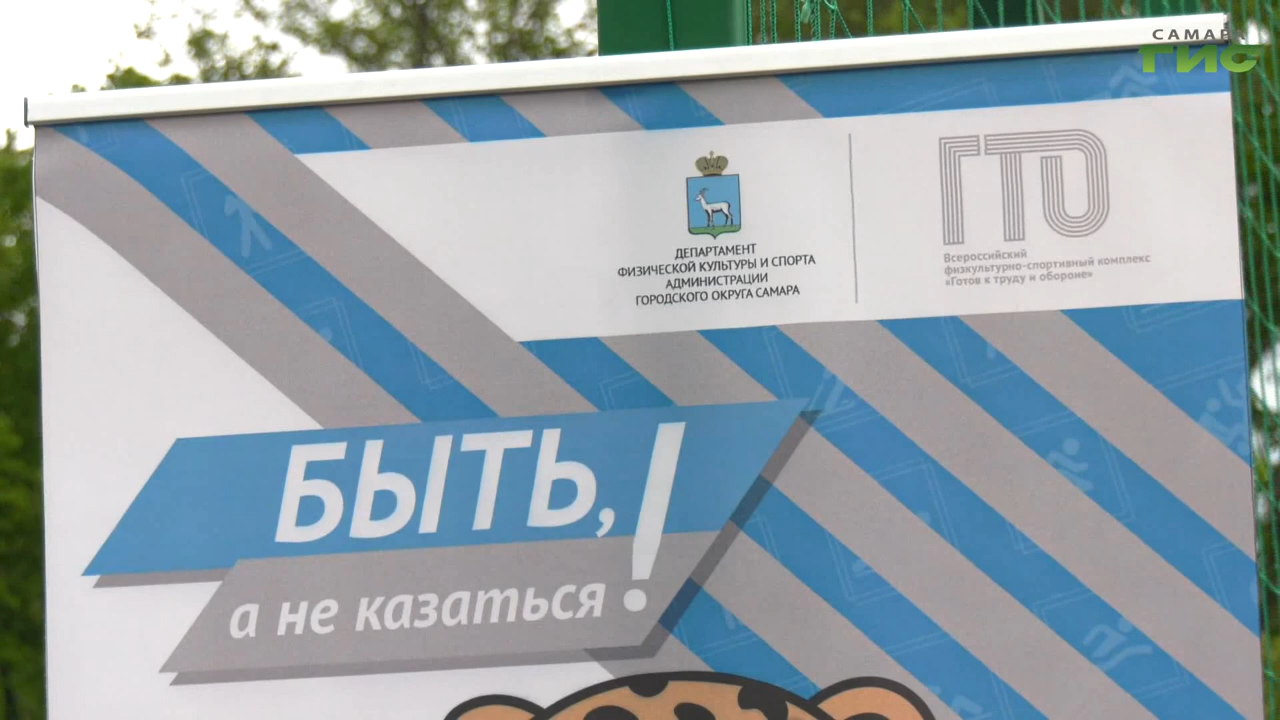 САМАРА
ГИС
ДЕПАРТАМЕНТ
ФИЗИЧЕСКОЙ КУЛЬТУРЫ И СПОРТА
АДМИНИСТРАЦИИ
ГОРОДСКОГО ОКРУГА САМАРА
ГТО
Всероссийский
физкультурно-спортивный комплекс
«Готов к труду и обороне»
БЫТЬ,
а не казаться!